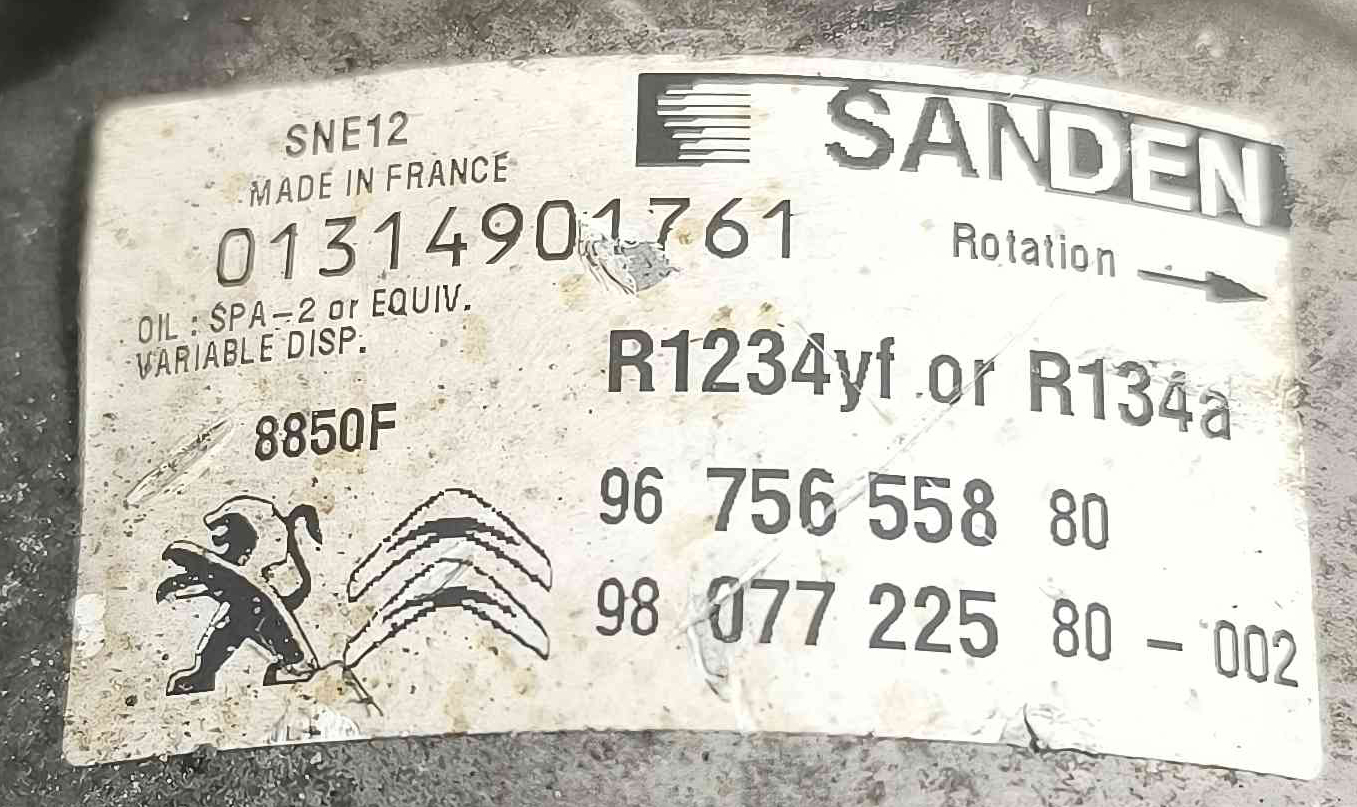 SANDEN
SNE12
MADE IN FRANCE
01314901761
Rotation
OIL : SPA-2 or EQUIV.
VARIABLE DISP.
R1234yf or R134a
8850F
96 756 558 80
98 077 225 80 - 002